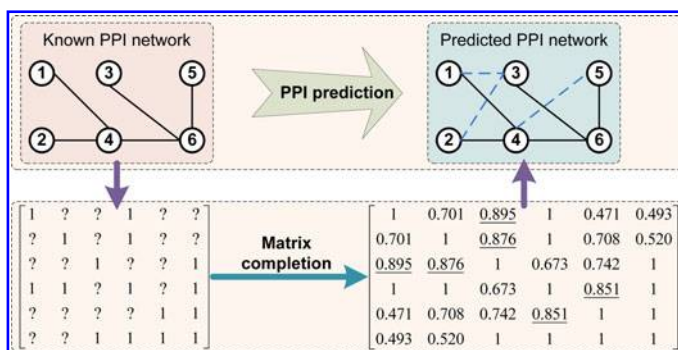 Known PPI network
Predicted PPI network
1 3 5
2 4 6
PPI prediction
1 3 5
2 4 6
1 ? ? 1 ? ?
? 1 ? 1 ? ?
? ? 1 ? ? 1
1 1 ? 1 ? 1
? ? ? ? 1 1
? ? 1 1 1 1
Matrix
completion
1 0.701 0.895 1 0.471 0.493
0.701 1 0.876 1 0.708 0.520
0.895 0.876 1 0.673 0.742 1
1 1 0.673 1 0.851 1
0.471 0.708 0.742 0.851 1 1
0.493 0.520 1 1 1 1